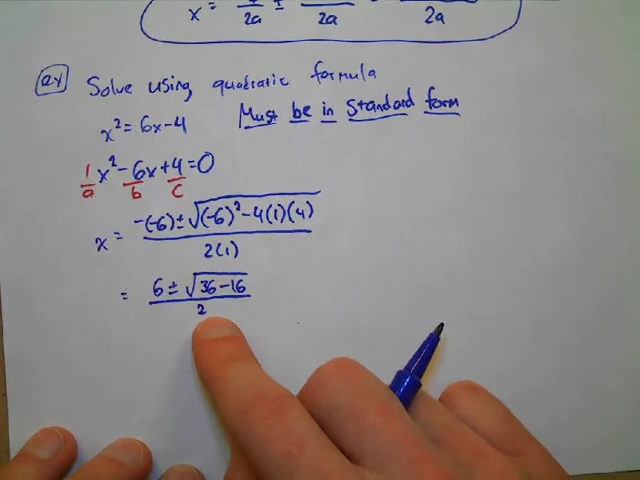 x = 2a ± 2a 2a
Ex Solve using quadratic formula
x² = 6x - 4 Must be in standard form
1x² - 6x + 4 = 0
a b c
x = -(-6) ± √(-6)² - 4(1)(4)
2(1)
= 6 ± √36 - 16
2